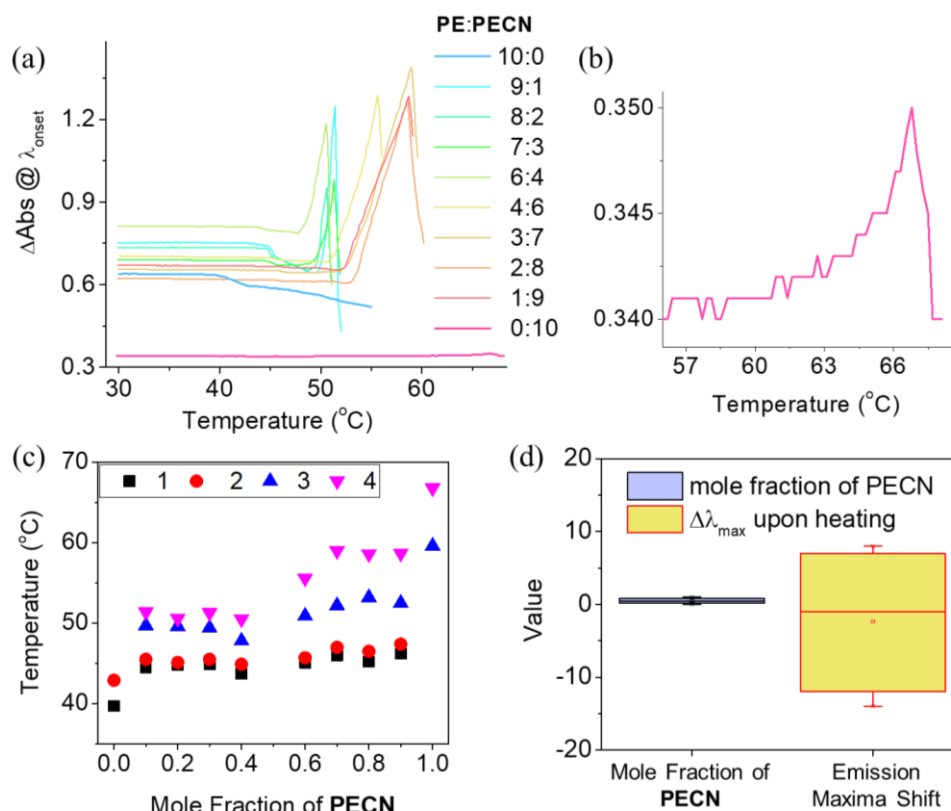 (a)
PE:PECN
10:0
9:1
8:2
7:3
6:4
4:6
3:7
2:8
1:9
0:10
1.2
0.9
0.6
0.3
ΔAbs @ λonset
30 40 50 60
Temperature (°C)
(b)
0.350
0.345
0.340
57 60 63 66
Temperature (°C)
(c)
1 2 3 4
70
60
50
40
Temperature (°C)
0.0 0.2 0.4 0.6 0.8 1.0
Mole Fraction of PECN
(d)
mole fraction of PECN
Δλmax upon heating
20
10
0
-10
-20
Value
Mole Fraction of
PECN
Emission
Maxima Shift